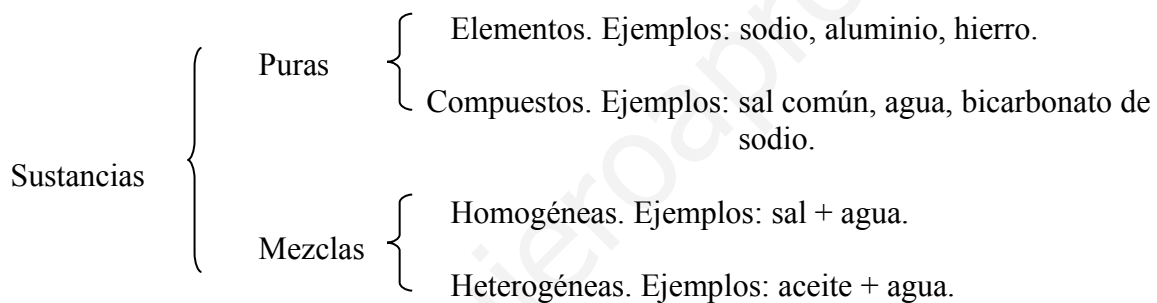 Elementos. Ejemplos: sodio, aluminio, hierro.
Puras
Compuestos. Ejemplos: sal común, agua, bicarbonato de
sodio.
Sustancias
Homogéneas. Ejemplos: sal + agua.
Mezclas
Heterogéneas. Ejemplos: aceite + agua.